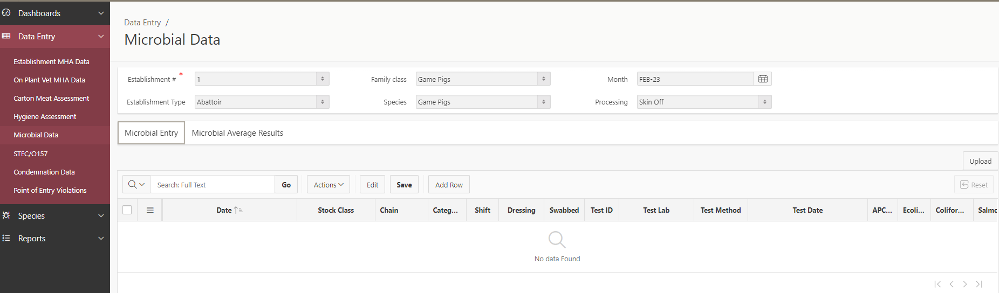 Dashboards
Data Entry
Establishment MHA Data
On Plant Vet MHA Data
Carton Meat Assessment
Hygiene Assessment
Microbial Data
STEC/O157
Condemnation Data
Point of Entry Violations
Species
Reports
Data Entry /
Microbial Data
Establishment # * 1 Family class Game Pigs Month FEB-23
Establishment Type Abattoir Species Game Pigs Processing Skin Off
Microbial Entry Microbial Average Results
Upload
Search: Full Text Go Actions Edit Save Add Row Reset
Date Stock Class Chain Categ... Shift Dressing Swabbed Test ID Test Lab Test Method Test Date APC... Ecoli... Colifor... Salmo
No data Found